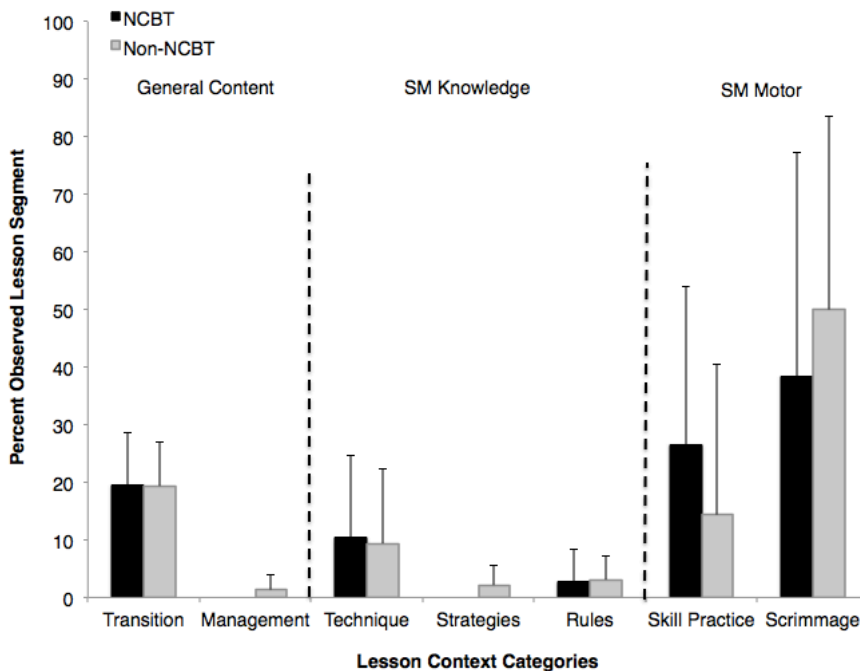 NCBT
Non-NCBT
General Content SM Knowledge SM Motor
Percent Observed Lesson Segment
100
90
80
70
60
50
40
30
20
10
0
Transition Management Technique Strategies Rules Skill Practice Scrimmage
Lesson Context Categories